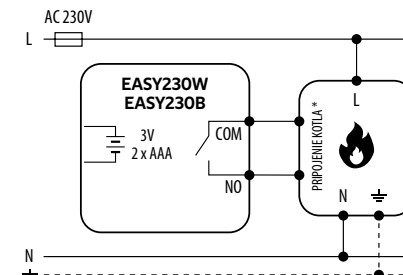 AC 230V
L
EASY230W
EASY230B
3V
2 x AAA
COM
NO
PRIPOJENIE KOTLA *
L
N
N